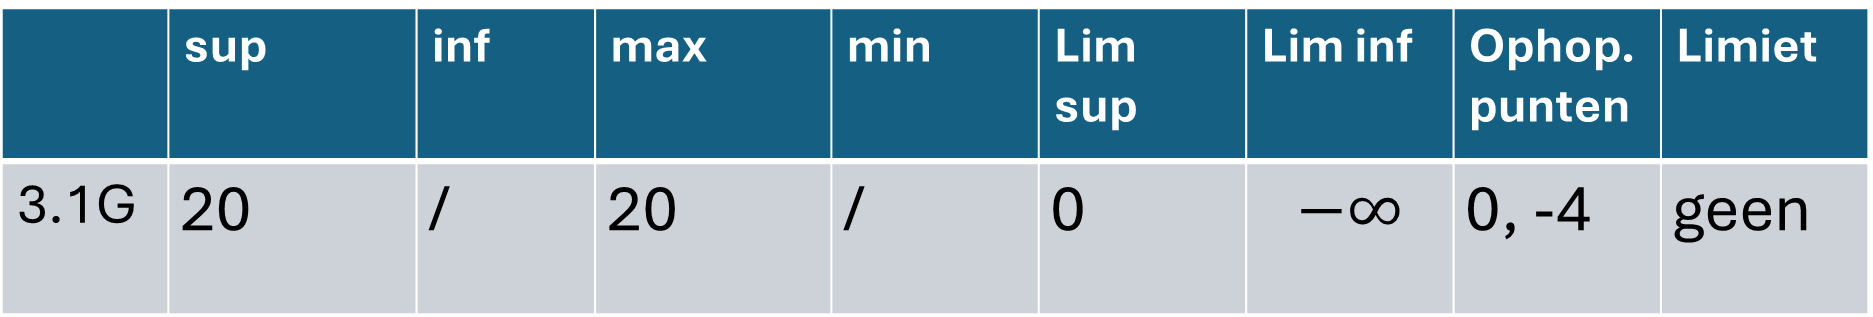 sup inf max min Lim sup Lim inf Ophop. punten Limiet
3.1G 20 / 20 / 0 −∞ 0, -4 geen